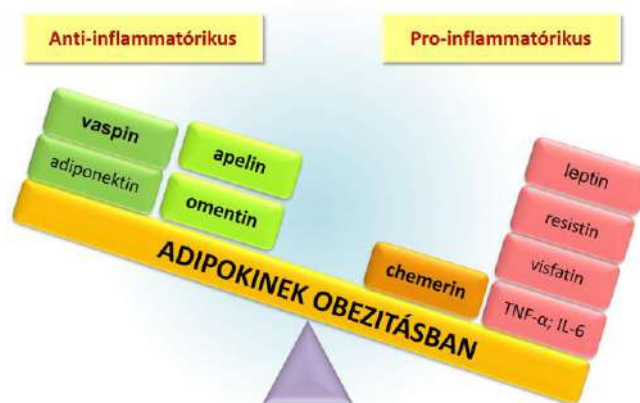 Anti-inflammatórikus
Pro-inflammatórikus
vaspin
adiponektin
apelin
omentin
leptin
resistin
visfatin
TNF-α; IL-6
chemerin
ADIPOKINEK OBEZITÁSBAN